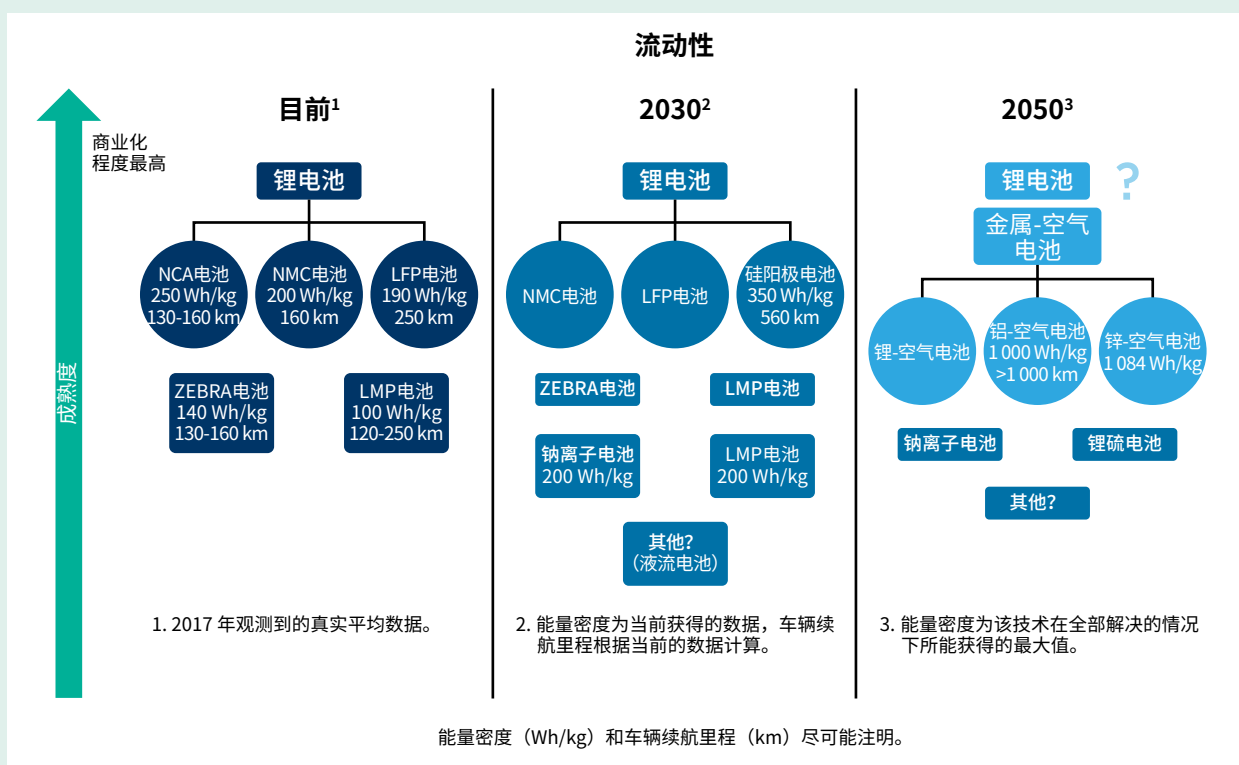 流动性
目前¹
2030²
2050³
商业化
程度最高
成熟度
锂电池
NCA电池
250 Wh/kg
130-160 km
NMC电池
200 Wh/kg
160 km
LFP电池
190 Wh/kg
250 km
ZEBRA电池
140 Wh/kg
130-160 km
LMP电池
100 Wh/kg
120-250 km
1. 2017 年观测到的真实平均数据。
锂电池
NMC电池
LFP电池
硅阳极电池
350 Wh/kg
560 km
ZEBRA电池
LMP电池
钠离子电池
200 Wh/kg
LMP电池
200 Wh/kg
其他？
（液流电池）
2. 能量密度为当前获得的数据，车辆续
航里程根据当前的数据计算。
锂电池
?
金属-空气
电池
锂-空气电池
铝-空气电池
1 000 Wh/kg
>1 000 km
锌-空气电池
1 084 Wh/kg
钠离子电池
锂硫电池
其他？
3. 能量密度为该技术在全部解决的情况
下所能获得的最大值。
能量密度（Wh/kg）和车辆续航里程（km）尽可能注明。